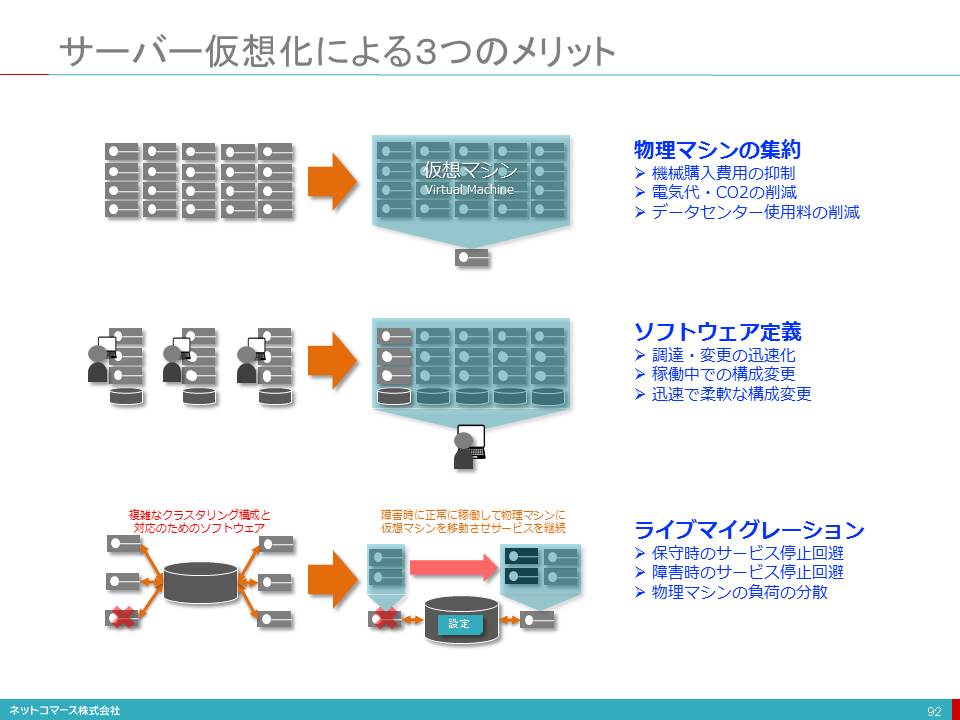 サーバー仮想化による3つのメリット
仮想マシン
Virtual Machine
物理マシンの集約
➢ 機械購入費用の抑制
➢ 電気代・CO2の削減
➢ データセンター使用料の削減
ソフトウェア定義
➢ 調達・変更の迅速化
➢ 稼働中での構成変更
➢ 迅速で柔軟な構成変更
複雑なクラスタリング構成と
対応のためのソフトウェア
障害時に正常に稼働して物理マシンに
仮想マシンを移動させサービスを継続
設定
ライブマイグレーション
➢ 保守時のサービス停止回避
➢ 障害時のサービス停止回避
➢ 物理マシンの負荷の分散
ネットコマース株式会社
92